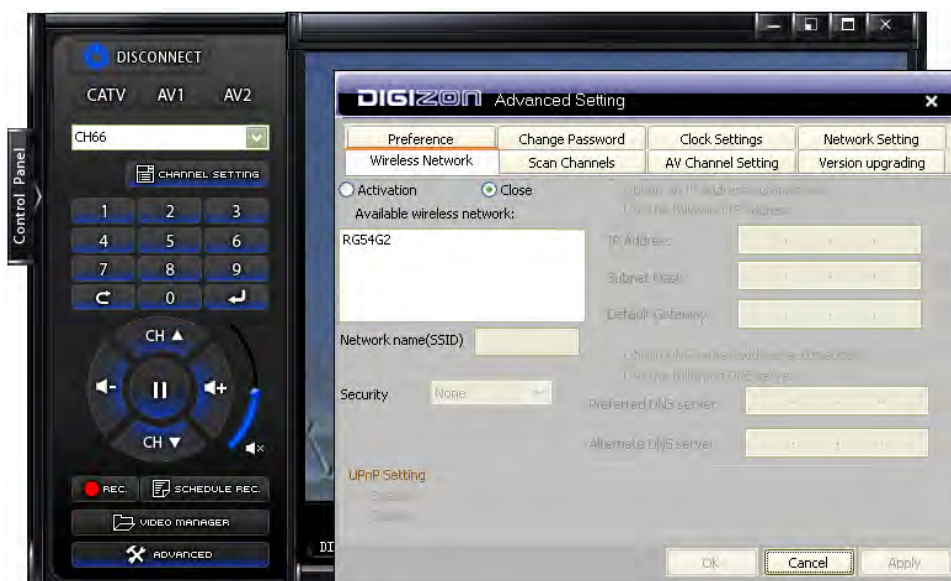 DISCONNECT
CATV AV1 AV2
CH66
CHANNEL SETTING
1 2 3
4 5 6
7 8 9
0
CH ▲
CH ▼
REC. SCHEDULE REC.
VIDEO MANAGER
ADVANCED
Control Panel
DIGIZON Advanced Setting
Preference Change Password Clock Settings Network Setting
Wireless Network Scan Channels AV Channel Setting Version upgrading
Activation Close
Available wireless network:
RG54G2
Network name(SSID)
Security None
UPnP Setting
IP Address
Subnet Mask
Default Gateway
Preferred DNS server
Alternate DNS server
DI
OK Cancel Apply